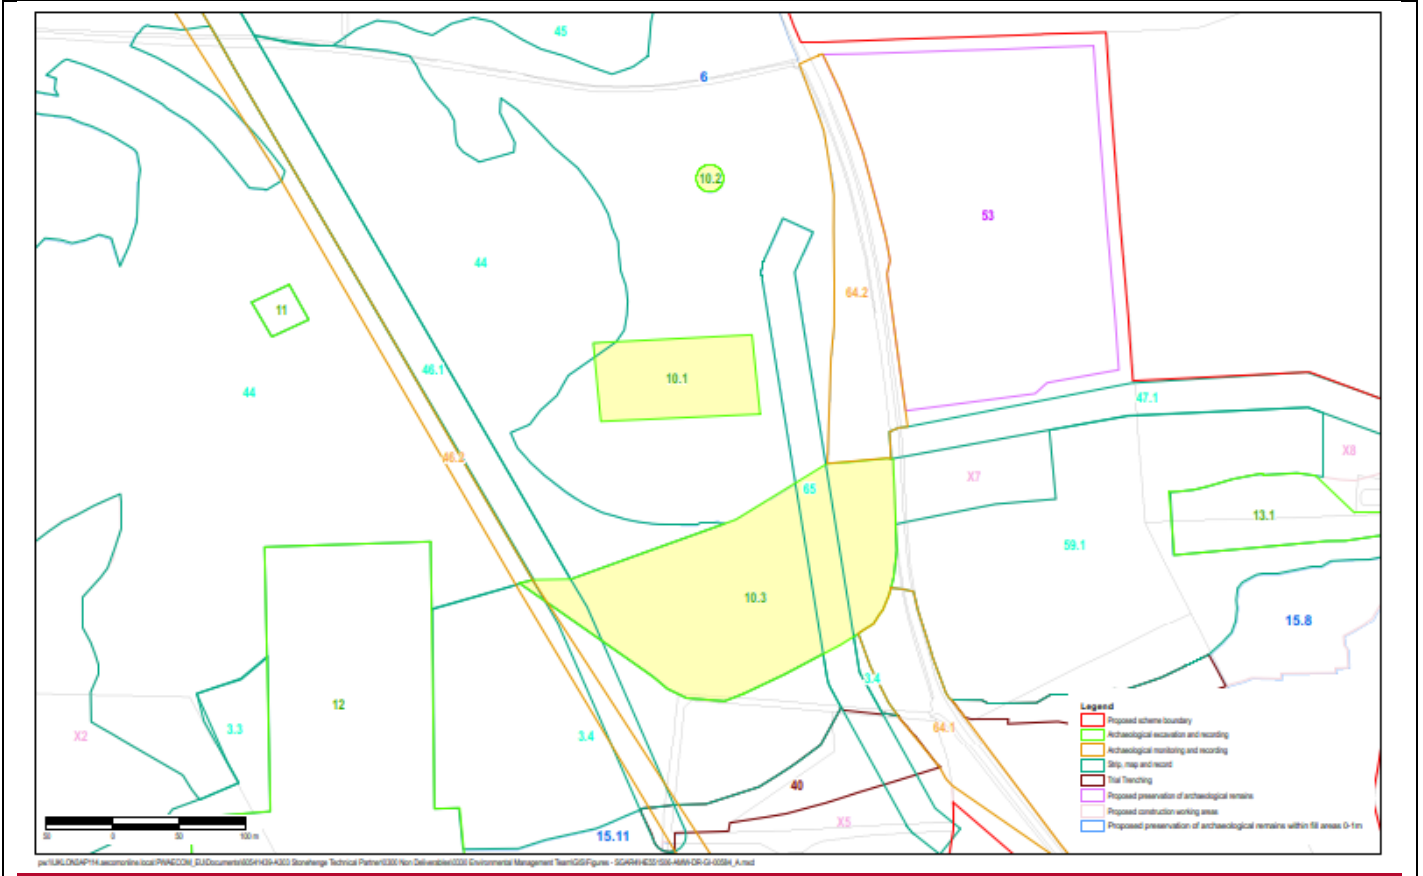 45
6
10.2
53
44
64.2
11
46.1
10.1
44
47.1
46.2
X8
X7
65
13.1
59.1
10.3
15.8
3.4
12
3.3
64.1
X2
3.4
40
X5
15.11
Legend
Proposed scheme boundary
Archaeological excavation and recording
Archaeological monitoring and recording
Strip, map and record
Trial Trenching
Proposed preservation of archaeological remains
Proposed construction working areas
Proposed preservation of archaeological remains within fill areas 0-1m
50 0 50 100 m